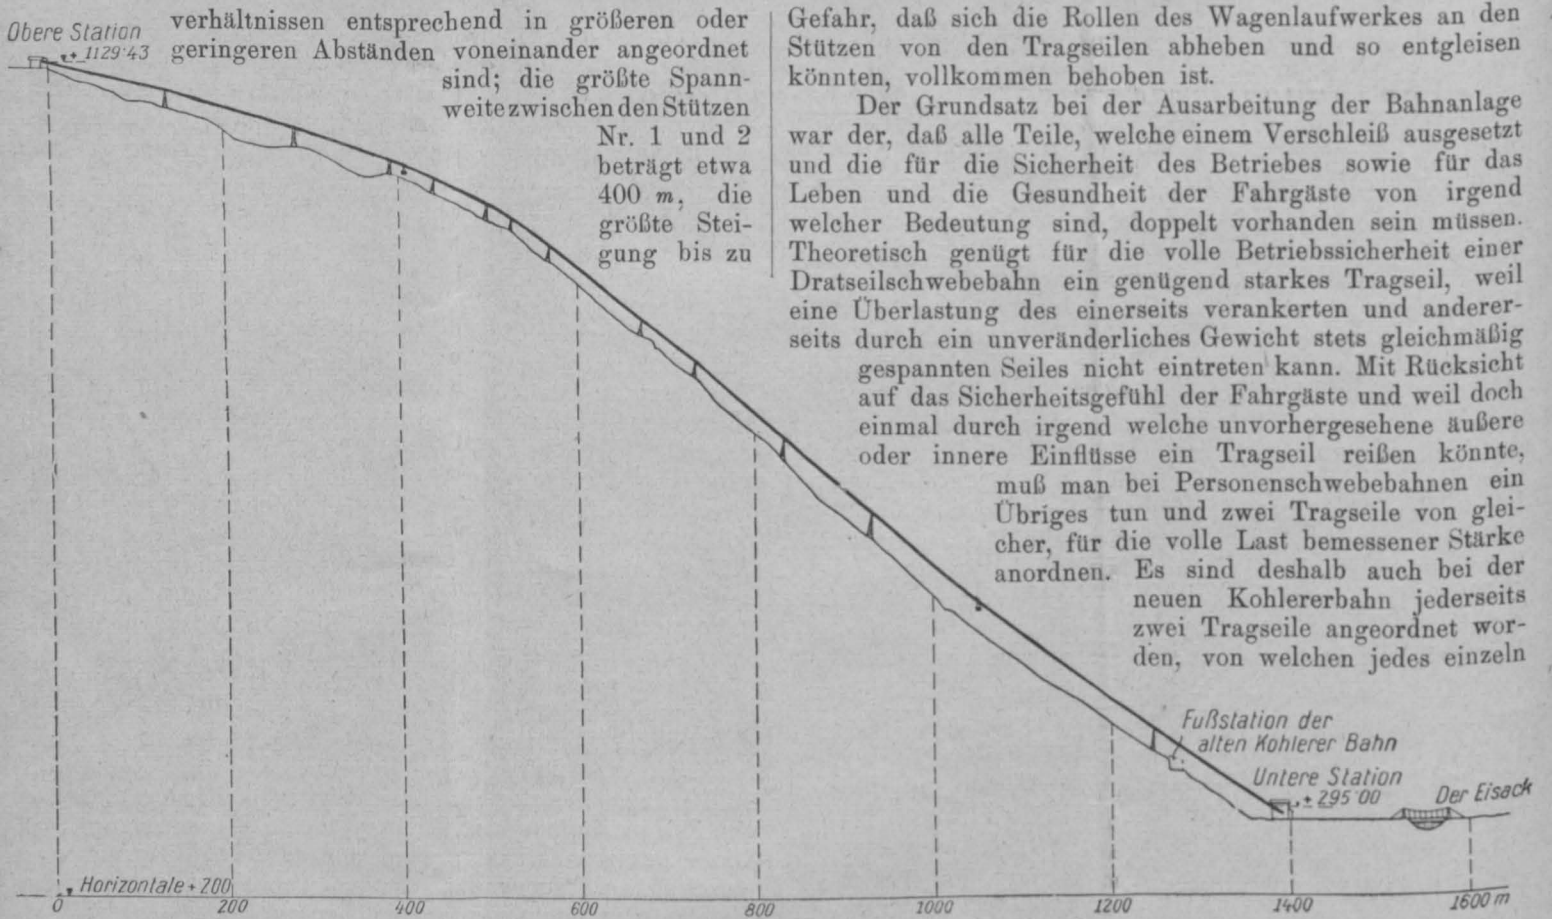 verhältnissen entsprechend in größeren oder
geringeren Abständen voneinander angeordnet
sind; die größte Spann-
weite zwischen den Stützen
Nr. 1 und 2
beträgt etwa
400 m, die
größte Stei-
gung bis zu
Gefahr, daß sich die Rollen des Wagenlaufwerkes an den
Stützen von den Tragseilen abheben und so entgleisen
könnten, vollkommen behoben ist.
Der Grundsatz bei der Ausarbeitung der Bahnanlage
war der, daß alle Teile, welche einem Verschleiß ausgesetzt
und die für die Sicherheit des Betriebes sowie für das
Leben und die Gesundheit der Fahrgäste von irgend
welcher Bedeutung sind, doppelt vorhanden sein müssen.
Theoretisch genügt für die volle Betriebssicherheit einer
Dratseilschwebebahn ein genügend starkes Tragseil, weil
eine Überlastung des einerseits verankerten und anderer-
seits durch ein unveränderliches Gewicht stets gleichmäßig
gespannten Seiles nicht eintreten kann. Mit Rücksicht
auf das Sicherheitsgefühl der Fahrgäste und weil doch
einmal durch irgend welche unvorhergesehene äußere
oder innere Einflüsse ein Tragseil reißen könnte,
muß man bei Personenschwebebahnen ein
Übriges tun und zwei Tragseile von glei-
cher, für die volle Last bemessener Stärke
anordnen. Es sind deshalb auch bei der
neuen Kohlererbahn jederseits
zwei Tragseile angeordnet wor-
den, von welchen jedes einzeln
Obere Station
+ 1129·43
Fußstation der
alten Kohlerer Bahn
Untere Station
+ 295·00
Der Eisack
Horizontale + 200
0 200 400 600 800 1000 1200 1400 1600 m